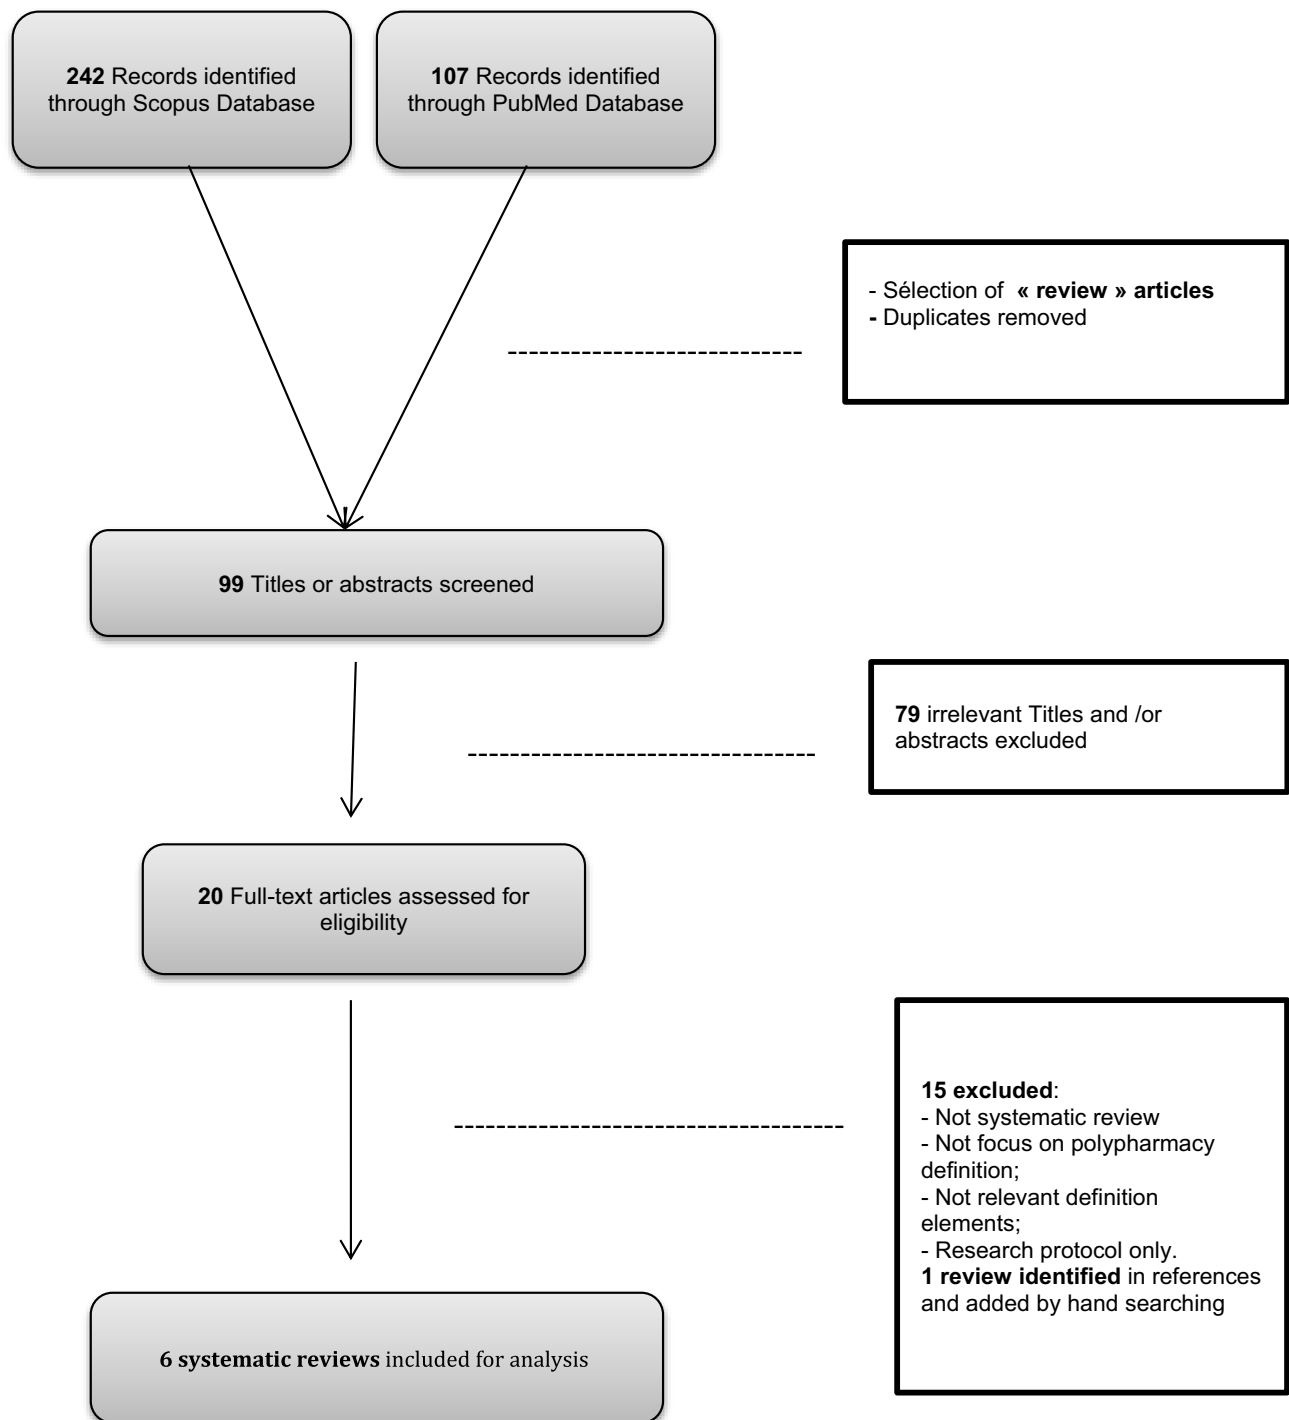 242 Records identified
through Scopus Database
107 Records identified
through PubMed Database
- Sélection of « review » articles
- Duplicates removed
99 Titles or abstracts screened
79 irrelevant Titles and /or
abstracts excluded
20 Full-text articles assessed for
eligibility
15 excluded:
- Not systematic review
- Not focus on polypharmacy
definition;
- Not relevant definition
elements;
- Research protocol only.
1 review identified in references
and added by hand searching
6 systematic reviews included for analysis